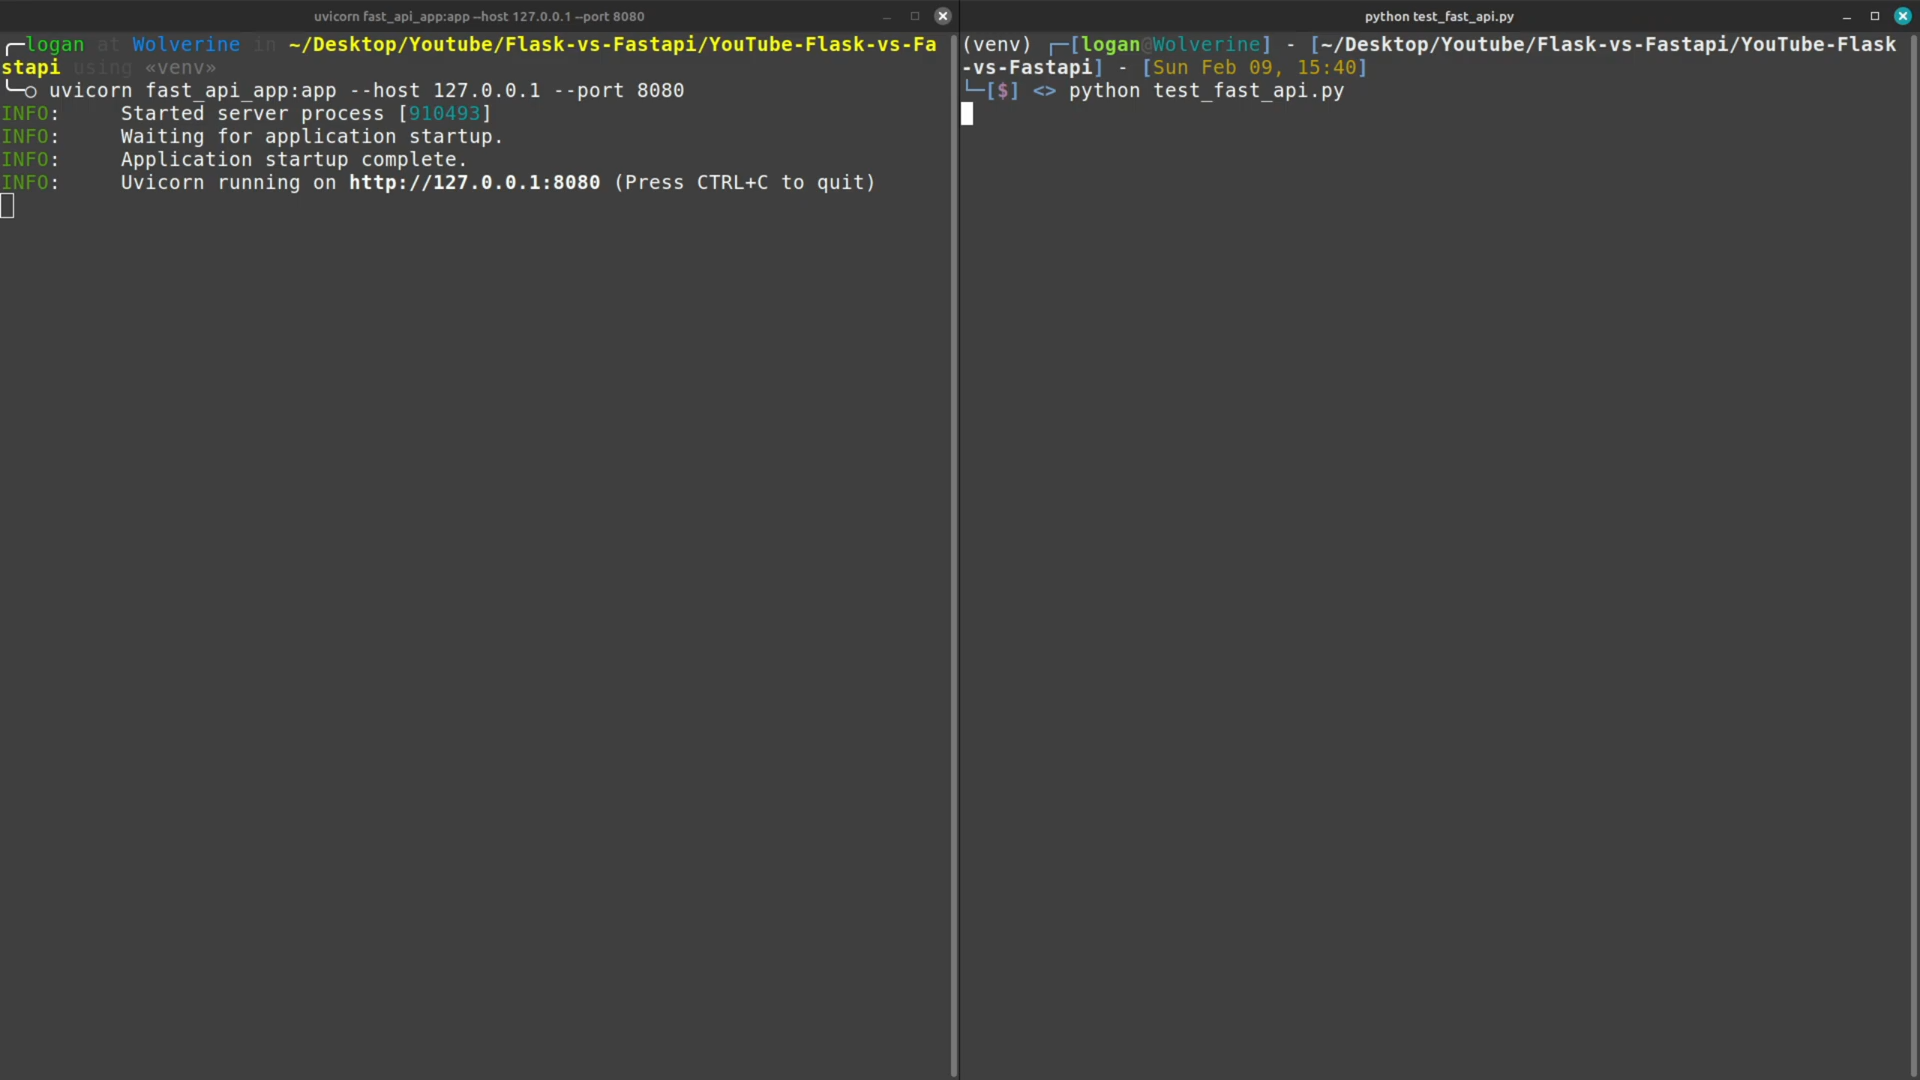 uvicorn fast_api_app:app --host 127.0.0.1 --port 8080
╭─logan at Wolverine in ~/Desktop/Youtube/Flask-vs-Fastapi/YouTube-Flask-vs-Fa
stapi using «venv»
╰─○ uvicorn fast_api_app:app --host 127.0.0.1 --port 8080
INFO:     Started server process [910493]
INFO:     Waiting for application startup.
INFO:     Application startup complete.
INFO:     Uvicorn running on http://127.0.0.1:8080 (Press CTRL+C to quit)
python test_fast_api.py
(venv) ┌─[logan@Wolverine] - [~/Desktop/Youtube/Flask-vs-Fastapi/YouTube-Flask
-vs-Fastapi] - [Sun Feb 09, 15:40]
└─[$] <> python test_fast_api.py